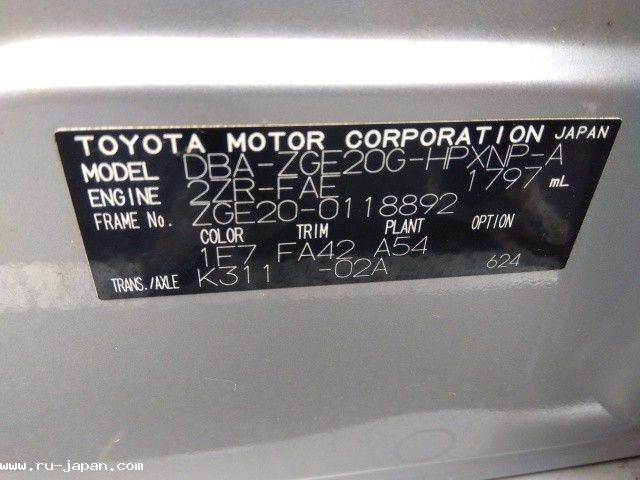 TOYOTA MOTOR CORPORATION JAPAN
MODEL DBA-ZGE20G-HPXNP-A
ENGINE 2ZR-FAE 1797 mL
FRAME No. ZGE20-0118892
COLOR TRIM PLANT OPTION
1E7 FA42 A54
TRANS./AXLE K311 -02A 624
www.ru-japan.com